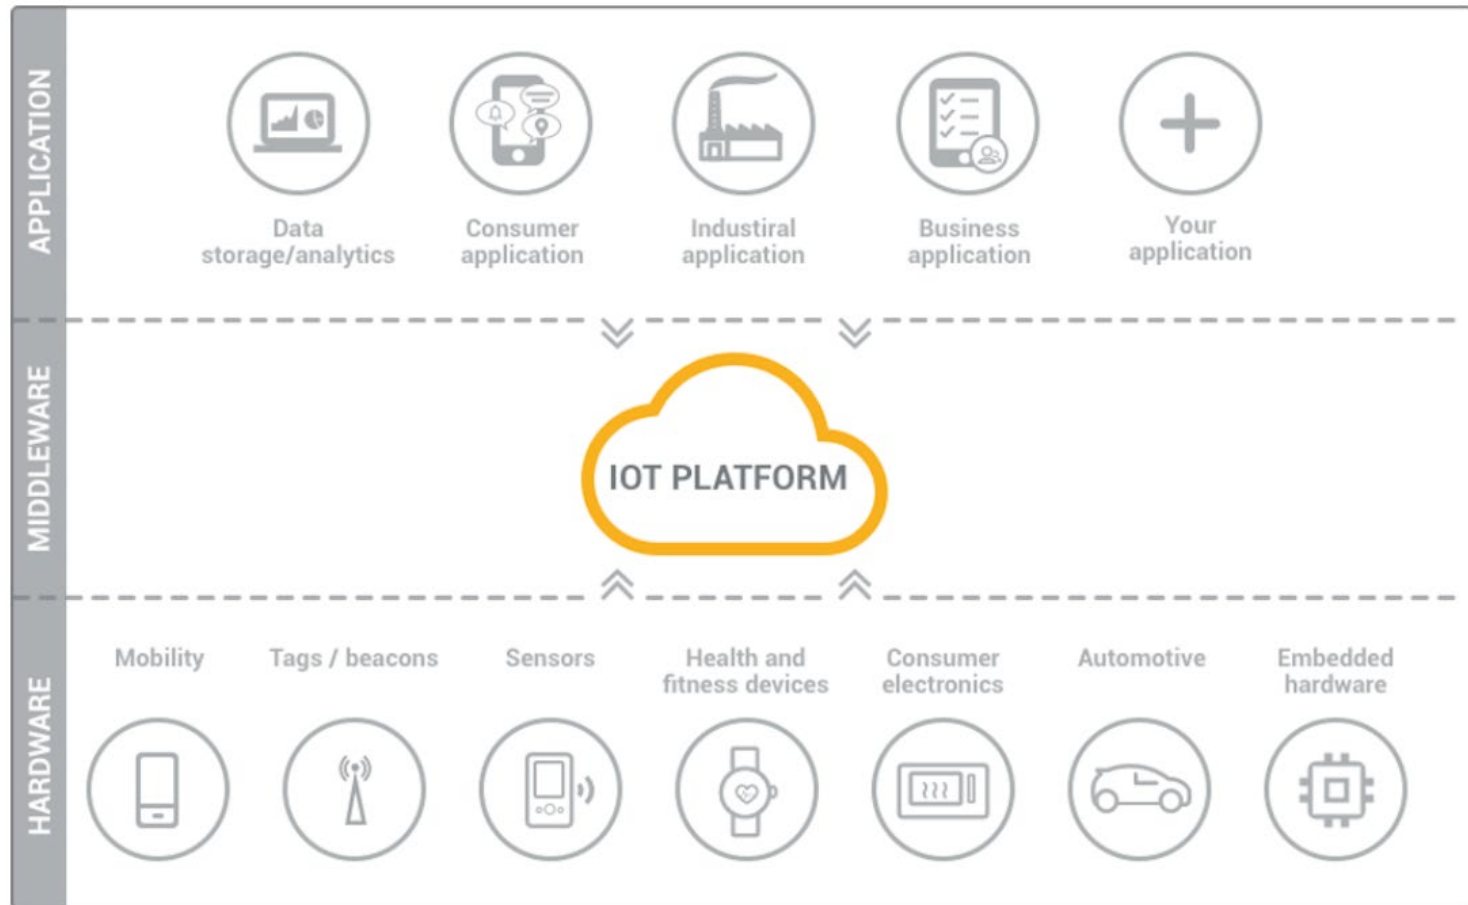 APPLICATION
Data
storage/analytics
Consumer
application
Industiral
application
Business
application
Your
application
MIDDLEWARE
IOT PLATFORM
HARDWARE
Mobility
Tags / beacons
Sensors
Health and
fitness devices
Consumer
electronics
Automotive
Embedded
hardware